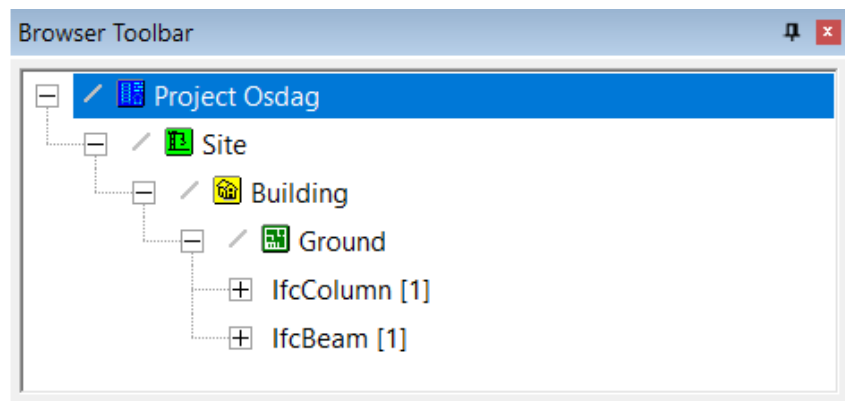 Browser Toolbar
Project Osdag
Site
Building
Ground
IfcColumn [1]
IfcBeam [1]